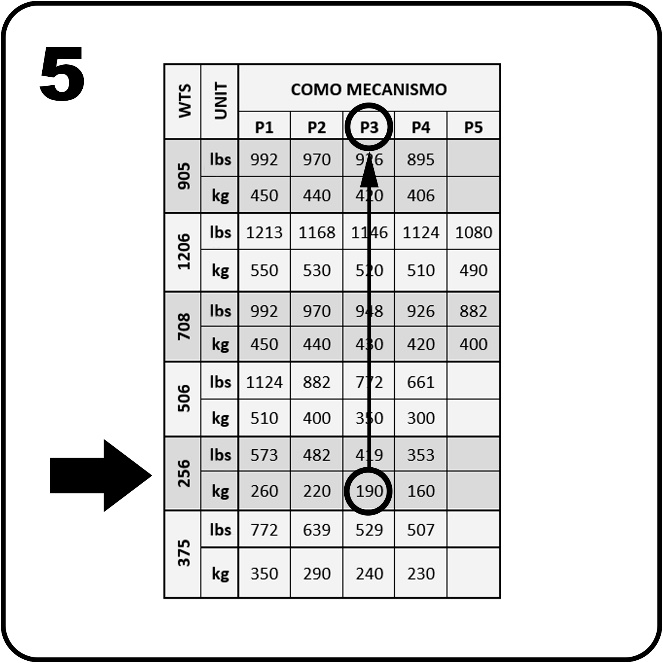 5
WTS UNIT COMO MECANISMO
P1 P2 P3 P4 P5
905 lbs 992 970 926 895
kg 450 440 420 406
1206 lbs 1213 1168 1146 1124 1080
kg 550 530 520 510 490
708 lbs 992 970 948 926 882
kg 450 440 430 420 400
506 lbs 1124 882 772 661
kg 510 400 350 300
256 lbs 573 482 419 353
kg 260 220 190 160
375 lbs 772 639 529 507
kg 350 290 240 230